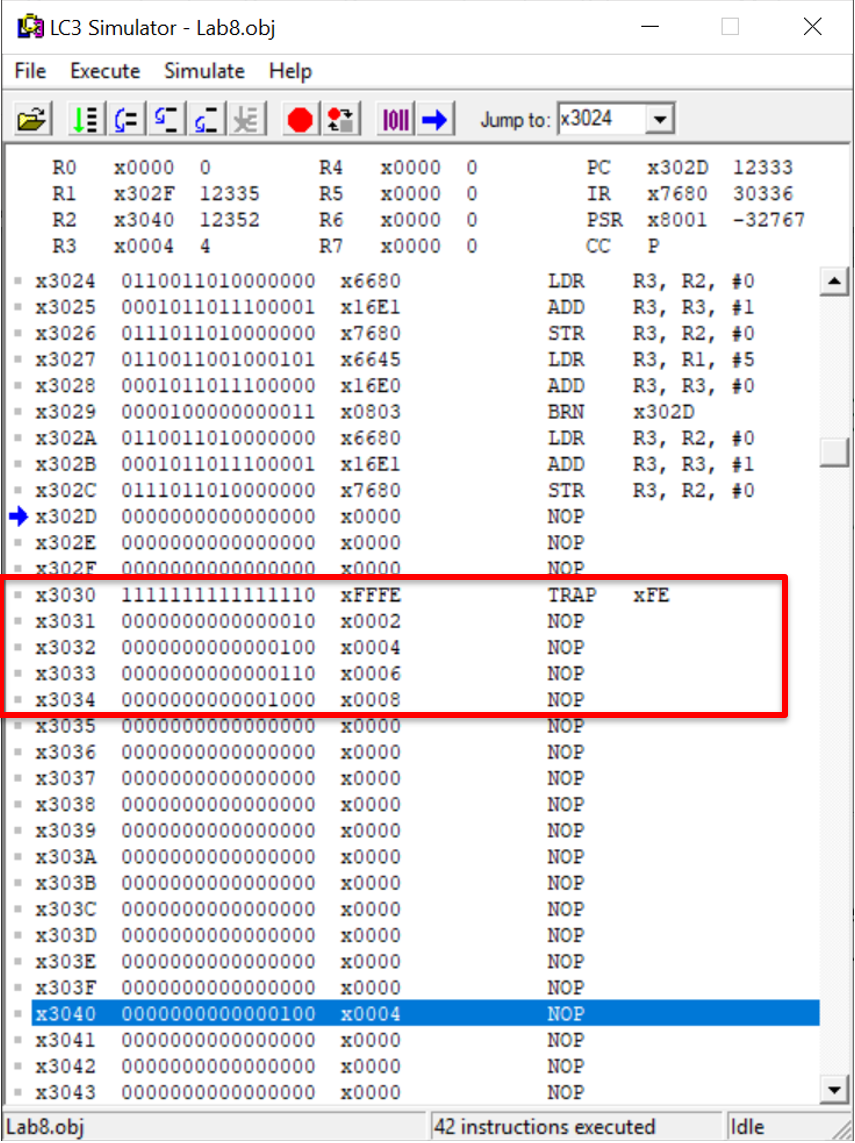 LC3 Simulator - Lab8.obj
File Execute Simulate Help
Jump to: x3024
R0 x0000 0 R4 x0000 0 PC x302D 12333
R1 x302F 12335 R5 x0000 0 IR x7680 30336
R2 x3040 12352 R6 x0000 0 PSR x8001 -32767
R3 x0004 4 R7 x0000 0 CC P
x3024 0110011010000000 x6680 LDR R3, R2, #0
x3025 0001011011100001 x16E1 ADD R3, R3, #1
x3026 0111011010000000 x7680 STR R3, R2, #0
x3027 0110011001000101 x6645 LDR R3, R1, #5
x3028 0001011011100000 x16E0 ADD R3, R3, #0
x3029 0000100000000011 x0803 BRN x302D
x302A 0110011010000000 x6680 LDR R3, R2, #0
x302B 0001011011100001 x16E1 ADD R3, R3, #1
x302C 0111011010000000 x7680 STR R3, R2, #0
x302D 0000000000000000 x0000 NOP
x302E 0000000000000000 x0000 NOP
x302F 0000000000000000 x0000 NOP
x3030 1111111111111110 xFFFE TRAP xFE
x3031 0000000000000010 x0002 NOP
x3032 0000000000000100 x0004 NOP
x3033 0000000000000110 x0006 NOP
x3034 0000000000001000 x0008 NOP
x3035 0000000000000000 x0000 NOP
x3036 0000000000000000 x0000 NOP
x3037 0000000000000000 x0000 NOP
x3038 0000000000000000 x0000 NOP
x3039 0000000000000000 x0000 NOP
x303A 0000000000000000 x0000 NOP
x303B 0000000000000000 x0000 NOP
x303C 0000000000000000 x0000 NOP
x303D 0000000000000000 x0000 NOP
x303E 0000000000000000 x0000 NOP
x303F 0000000000000000 x0000 NOP
x3040 0000000000000100 x0004 NOP
x3041 0000000000000000 x0000 NOP
x3042 0000000000000000 x0000 NOP
x3043 0000000000000000 x0000 NOP
Lab8.obj 42 instructions executed Idle